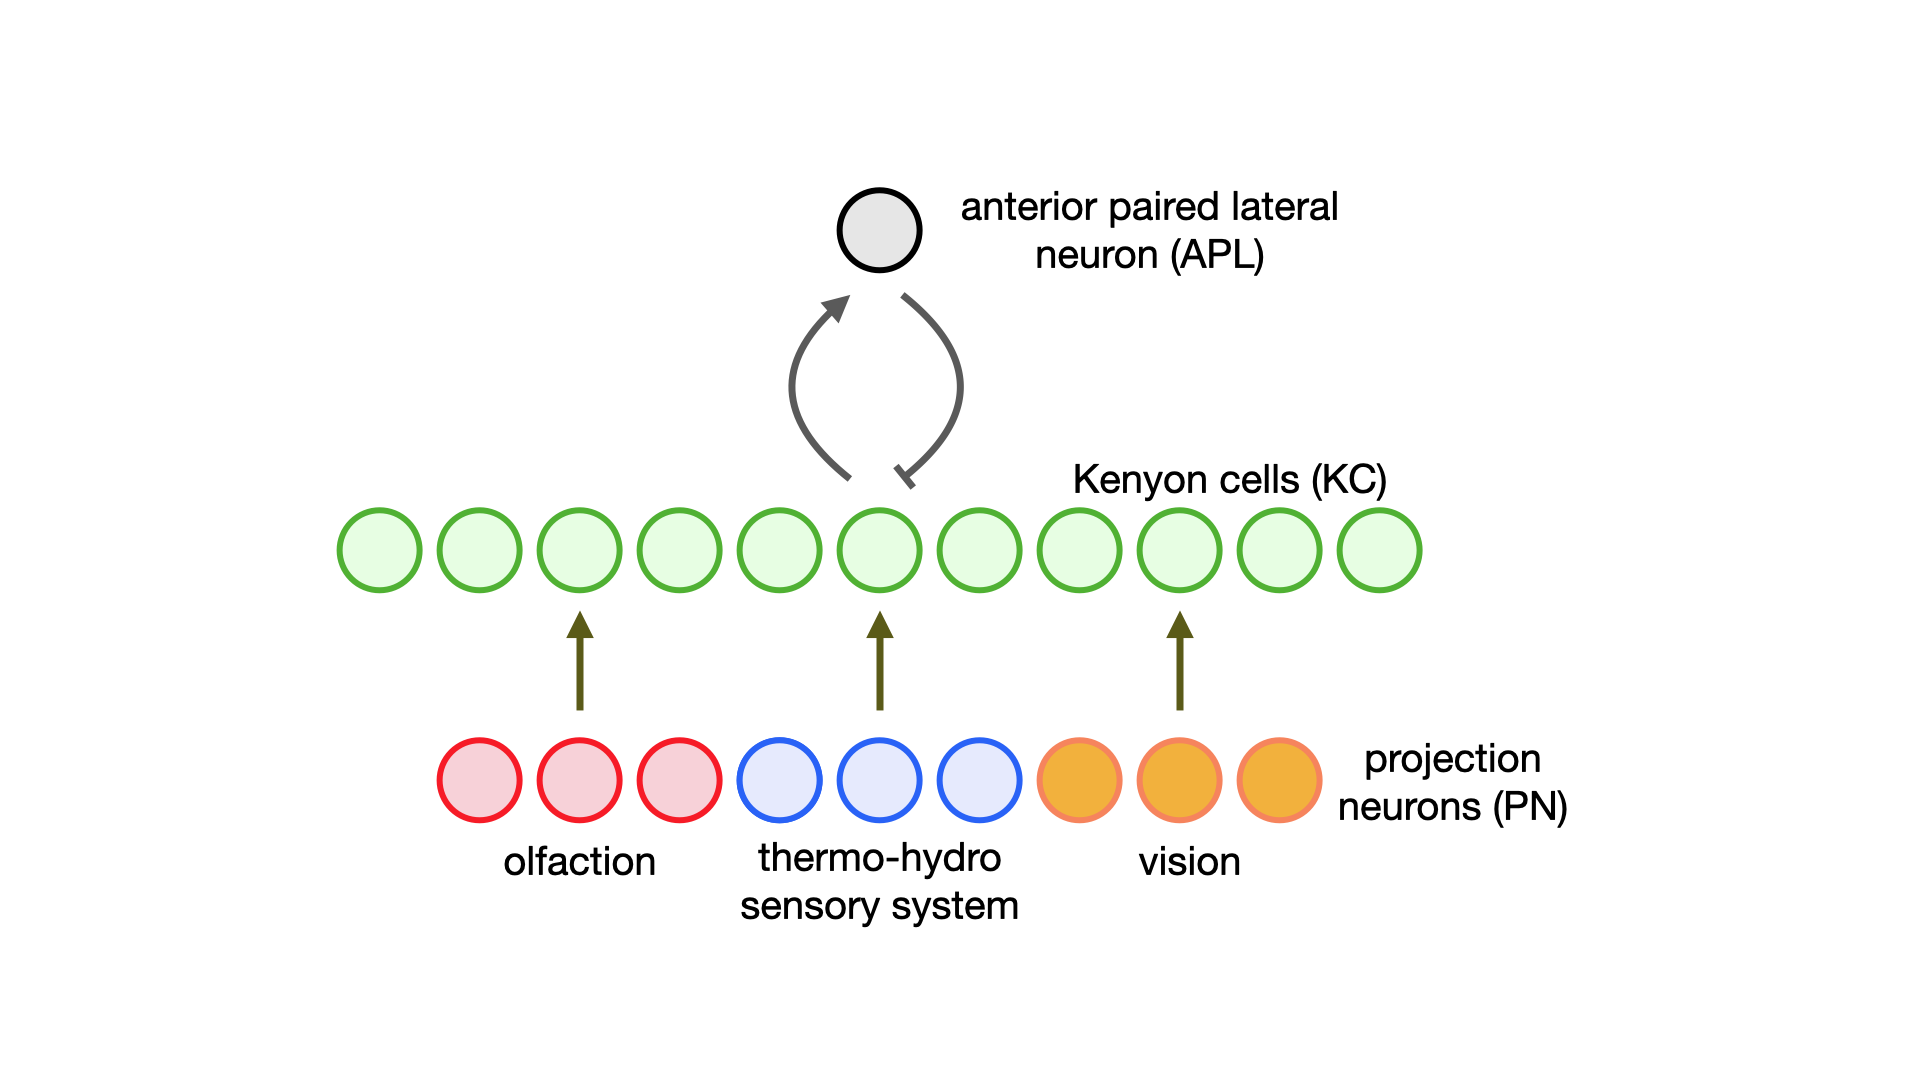 anterior paired lateral
neuron (APL)
Kenyon cells (KC)
projection
neurons (PN)
olfaction
thermo-hydro
sensory system
vision